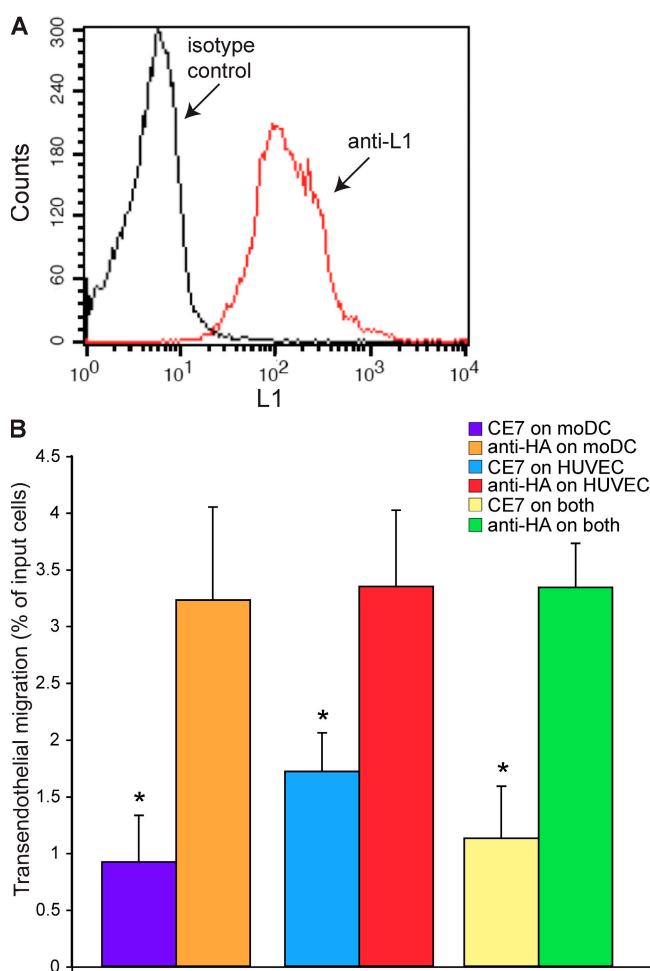 A
300
240
180
120
60
0
Counts
isotype
control
anti-L1
10⁰
10¹
10²
10³
10⁴
L1
B
CE7 on moDC
anti-HA on moDC
CE7 on HUVEC
anti-HA on HUVEC
CE7 on both
anti-HA on both
Transendothelial migration (% of input cells)
4.5
4
3.5
3
2.5
2
1.5
1
0.5
0
*
*
*